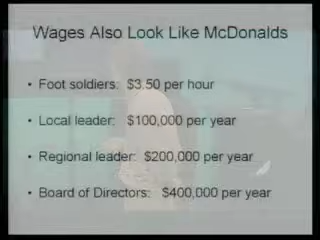 Wages Also Look Like McDonalds
• Foot soldiers: $3.50 per hour
• Local leader: $100,000 per year
• Regional leader: $200,000 per year
• Board of Directors: $400,000 per year